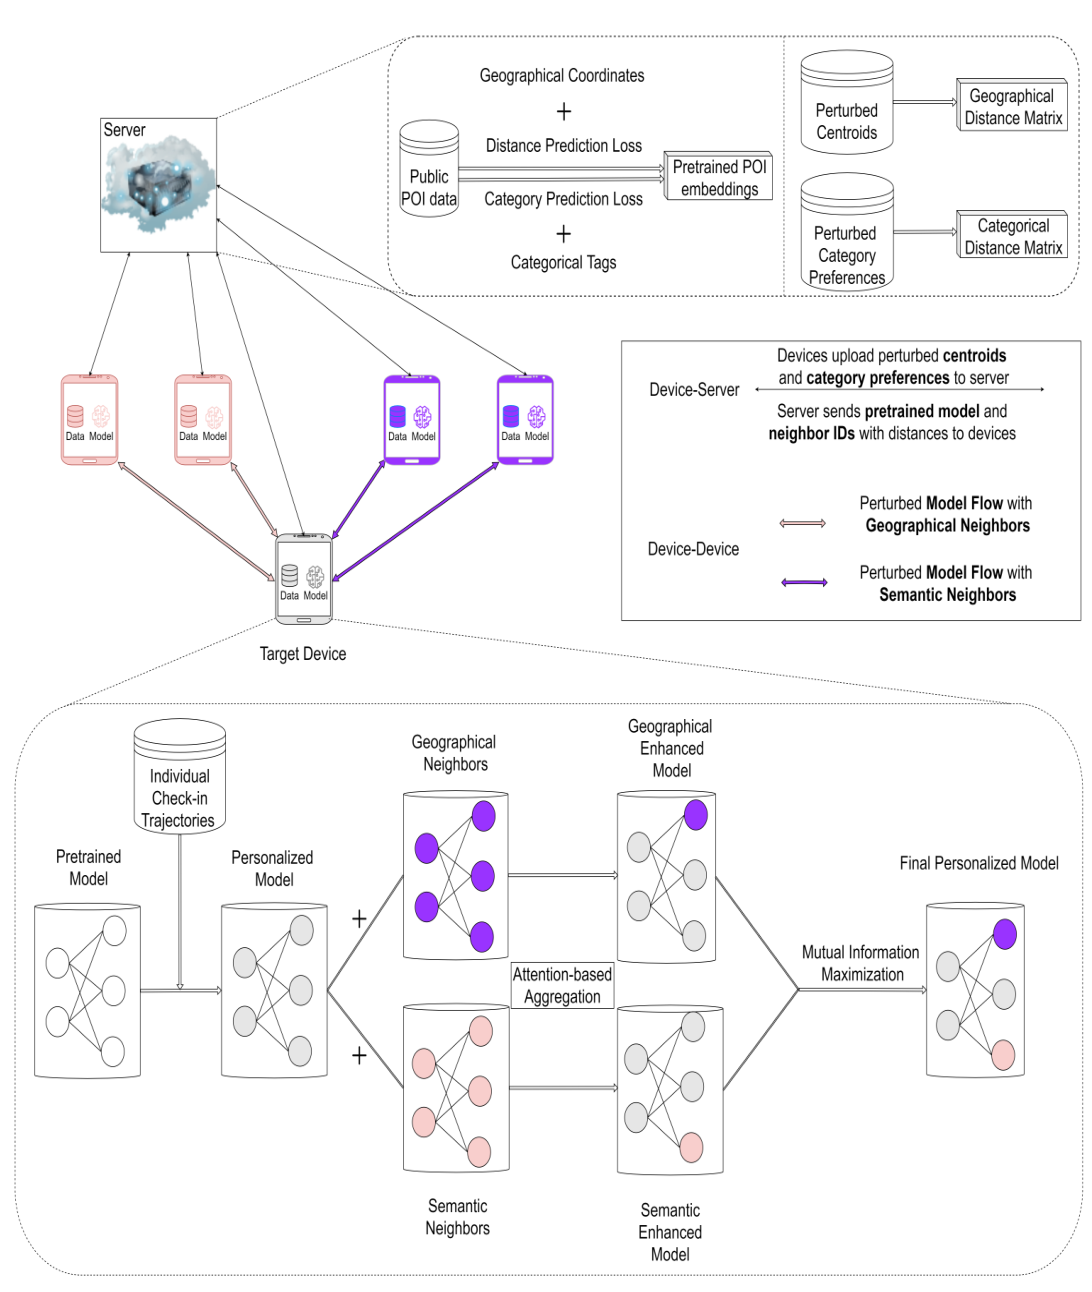 Server
Geographical Coordinates
+
Distance Prediction Loss
Public
POI data
Pretrained POI
embeddings
Category Prediction Loss
+
Categorical Tags
Perturbed
Centroids
Geographical
Distance Matrix
Perturbed
Category
Preferences
Categorical
Distance Matrix
Data Model
Data Model
Data Model
Data Model
Data Model
Target Device
Device-Server
Devices upload perturbed centroids
and category preferences to server
Server sends pretrained model and
neighbor IDs with distances to devices
Device-Device
Perturbed Model Flow with
Geographical Neighbors
Perturbed Model Flow with
Semantic Neighbors
Individual
Check-in
Trajectories
Pretrained
Model
Personalized
Model
+
+
Geographical
Neighbors
Geographical
Enhanced
Model
Attention-based
Aggregation
Semantic
Neighbors
Semantic
Enhanced
Model
Mutual Information
Maximization
Final Personalized Model